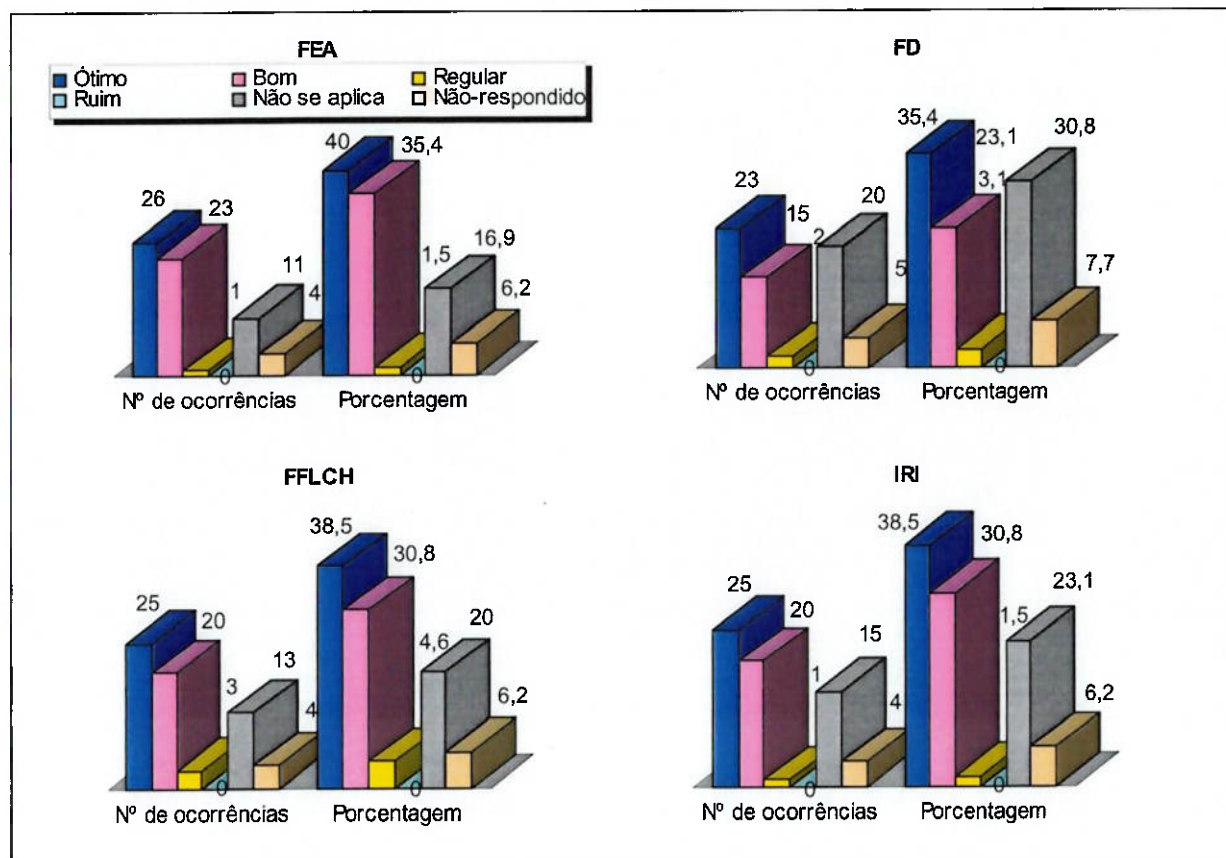 FEA
Ótimo Bom Regular
Ruim Não se aplica Não-respondido
26 23 1 0 11 4
40 35,4 1,5 0 16,9 6,2
Nº de ocorrências Porcentagem
FD
23 15 2 0 20 5
35,4 23,1 3,1 0 30,8 7,7
Nº de ocorrências Porcentagem
FFLCH
25 20 3 0 13 4
38,5 30,8 4,6 0 20 6,2
Nº de ocorrências Porcentagem
IRI
25 20 1 0 15 4
38,5 30,8 1,5 0 23,1 6,2
Nº de ocorrências Porcentagem